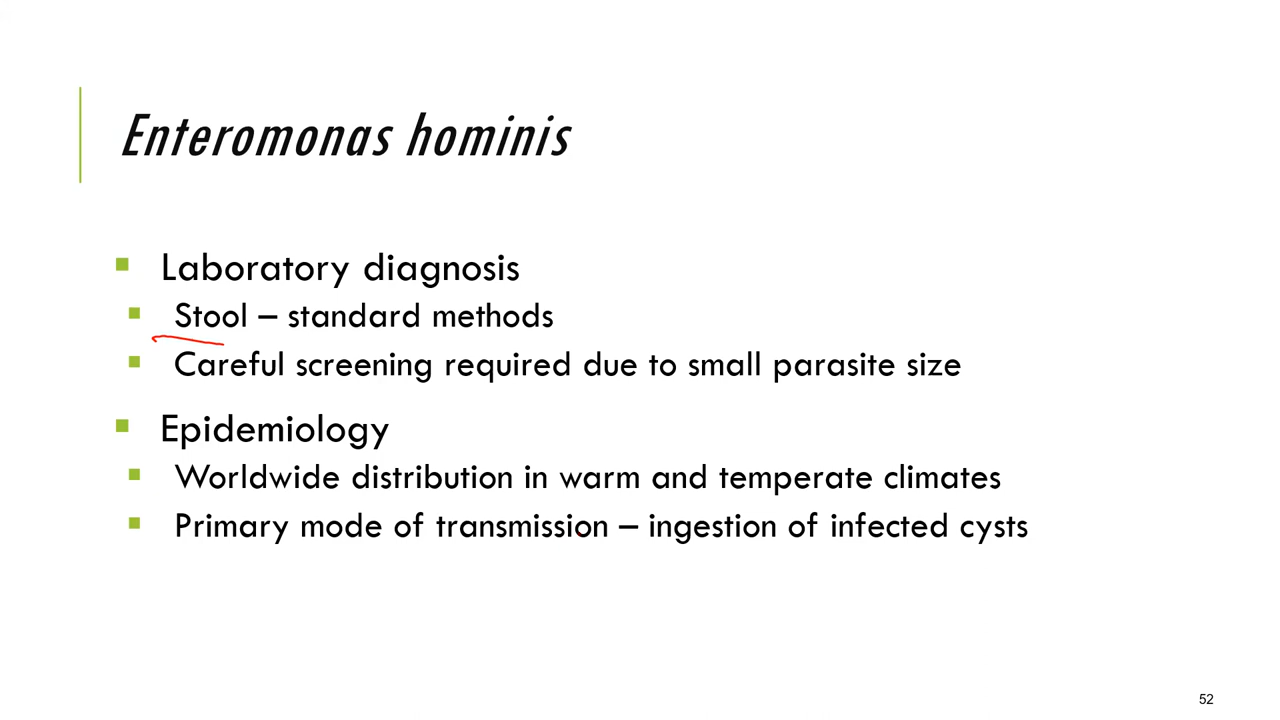 Enteromonas hominis
▪ Laboratory diagnosis
▪ Stool – standard methods
▪ Careful screening required due to small parasite size
▪ Epidemiology
▪ Worldwide distribution in warm and temperate climates
▪ Primary mode of transmission – ingestion of infected cysts
52